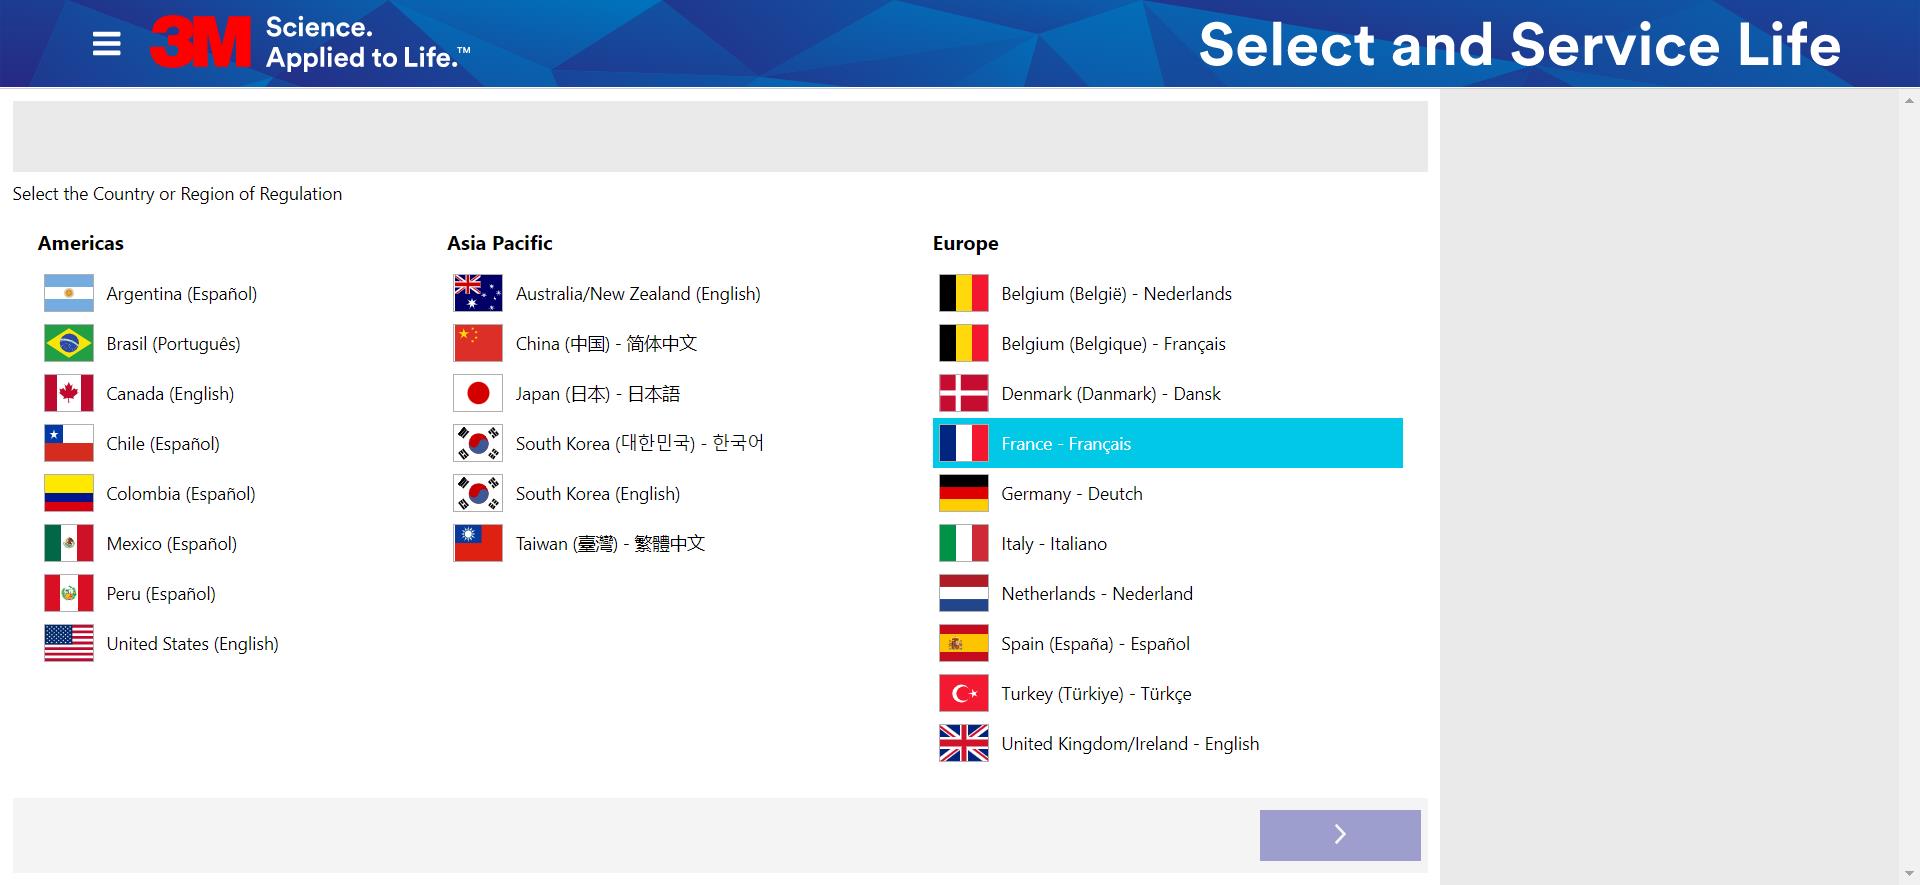 3M Science.
Applied to Life.™
Select and Service Life
Select the Country or Region of Regulation
Americas
Argentina (Español)
Brasil (Português)
Canada (English)
Chile (Español)
Colombia (Español)
Mexico (Español)
Peru (Español)
United States (English)
Asia Pacific
Australia/New Zealand (English)
China (中国) - 简体中文
Japan (日本) - 日本語
South Korea (대한민국) - 한국어
South Korea (English)
Taiwan (臺灣) - 繁體中文
Europe
Belgium (België) - Nederlands
Belgium (Belgique) - Français
Denmark (Danmark) - Dansk
France - Français
Germany - Deutch
Italy - Italiano
Netherlands - Nederland
Spain (España) - Español
Turkey (Türkiye) - Türkçe
United Kingdom/Ireland - English